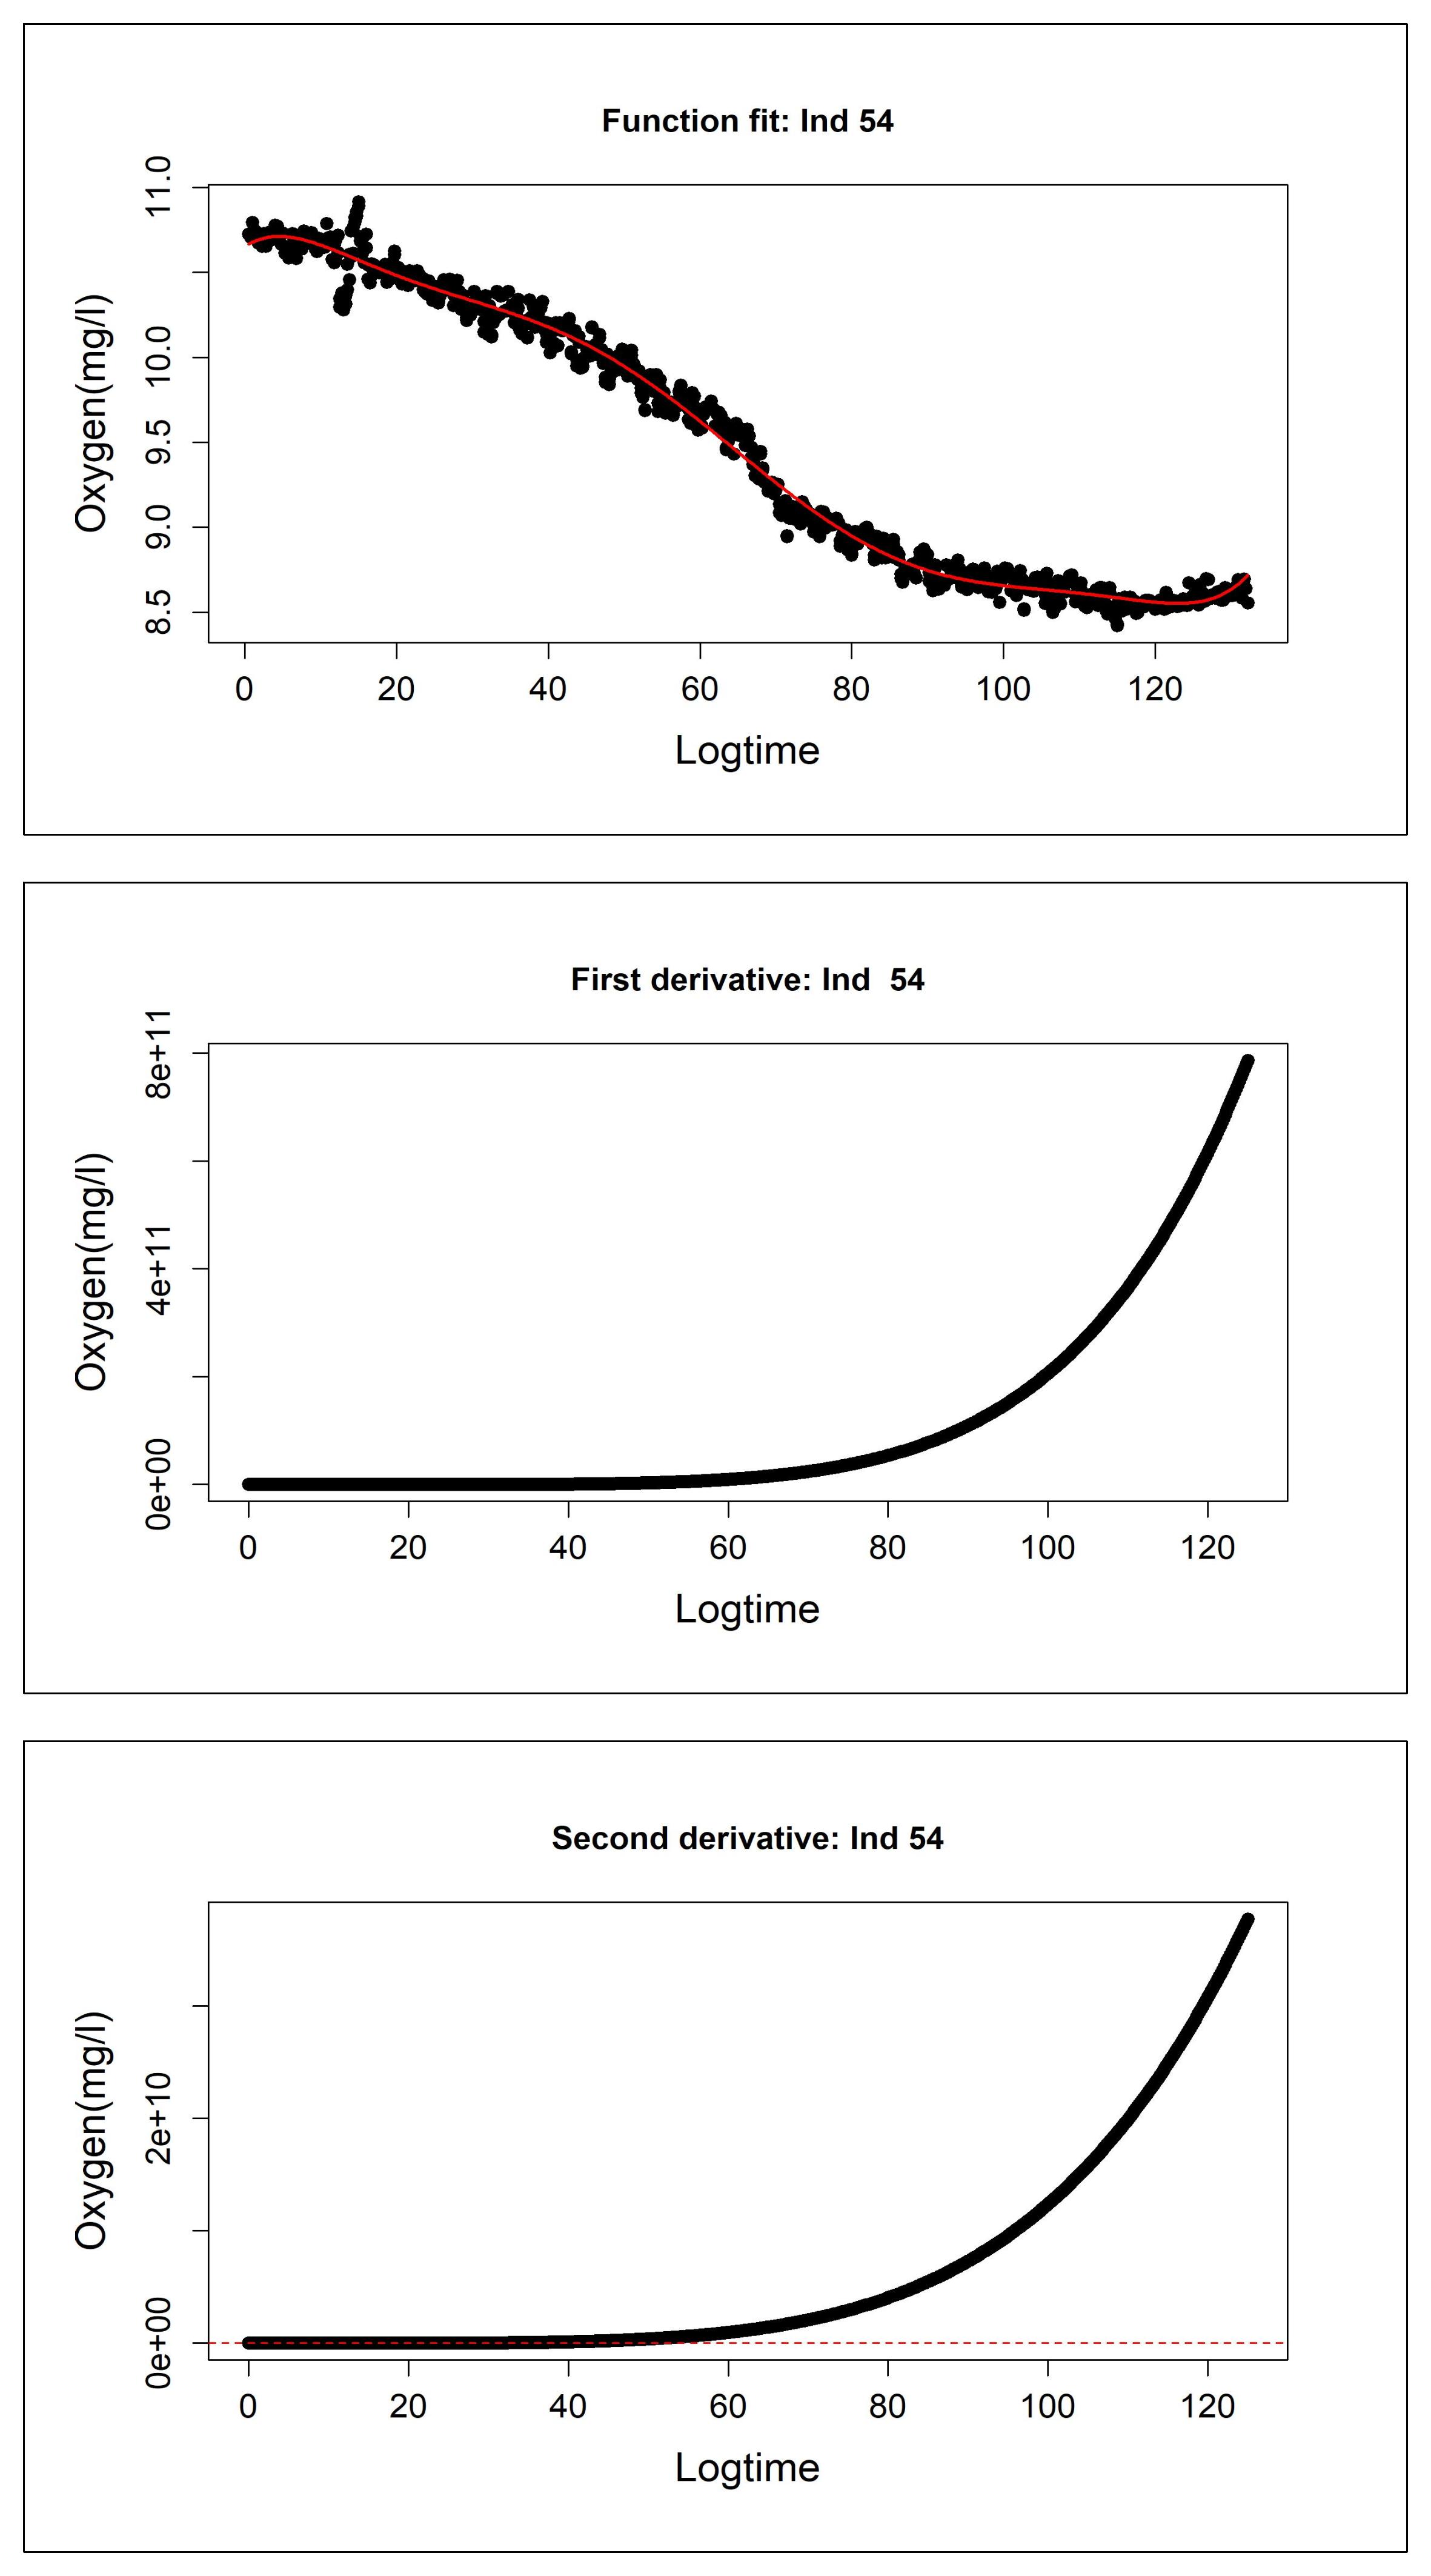 Function fit: Ind 54
Oxygen(mg/l)
11.0
10.0
9.5
9.0
8.5
0 20 40 60 80 100 120
Logtime
First derivative: Ind  54
Oxygen(mg/l)
8e+11
4e+11
0e+00
0 20 40 60 80 100 120
Logtime
Second derivative: Ind 54
Oxygen(mg/l)
2e+10
0e+00
0 20 40 60 80 100 120
Logtime